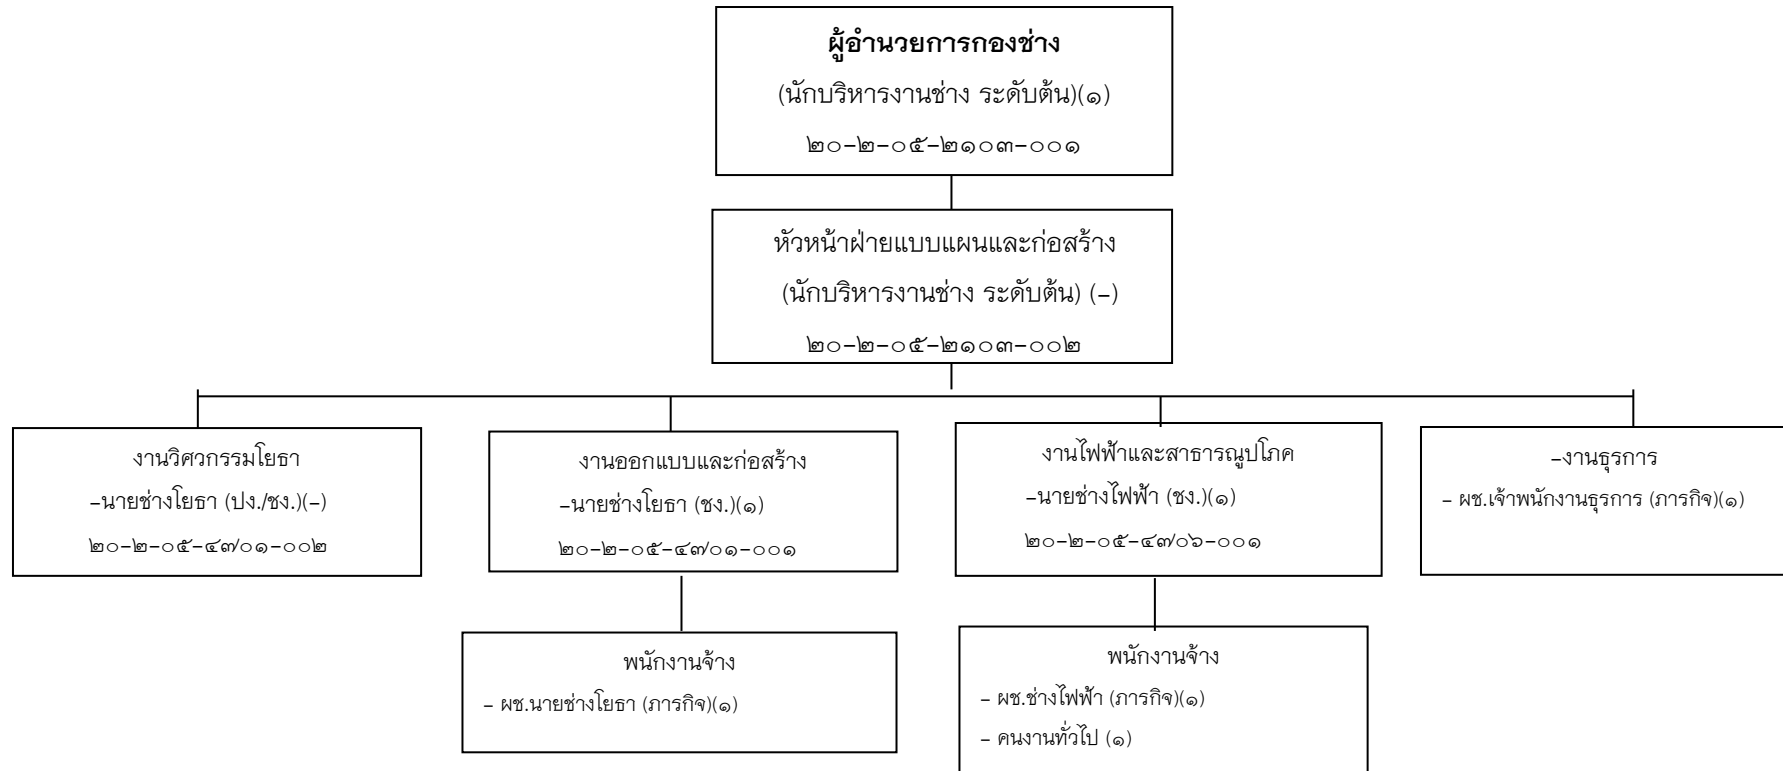 ผู้อำนวยการกองช่าง
(นักบริหารงานช่าง ระดับต้น)(๑)
๒๐-๒-๐๕-๒๑๐๓-๐๐๑
หัวหน้าฝ่ายแบบแผนและก่อสร้าง
(นักบริหารงานช่าง ระดับต้น) (-)
๒๐-๒-๐๕-๒๑๐๓-๐๐๒
งานวิศวกรรมโยธา
-นายช่างโยธา (ปง./ชง.)(-)
๒๐-๒-๐๕-๔๗๐๑-๐๐๒
งานออกแบบและก่อสร้าง
-นายช่างโยธา (ชง.)(๑)
๒๐-๒-๐๕-๔๗๐๑-๐๐๑
งานไฟฟ้าและสาธารณูปโภค
-นายช่างไฟฟ้า (ชง.)(๑)
๒๐-๒-๐๕-๔๗๐๖-๐๐๑
-งานธุรการ
- ผช.เจ้าพนักงานธุรการ (ภารกิจ)(๑)
พนักงานจ้าง
- ผช.นายช่างโยธา (ภารกิจ)(๑)
พนักงานจ้าง
- ผช.ช่างไฟฟ้า (ภารกิจ)(๑)
- คนงานทั่วไป (๑)